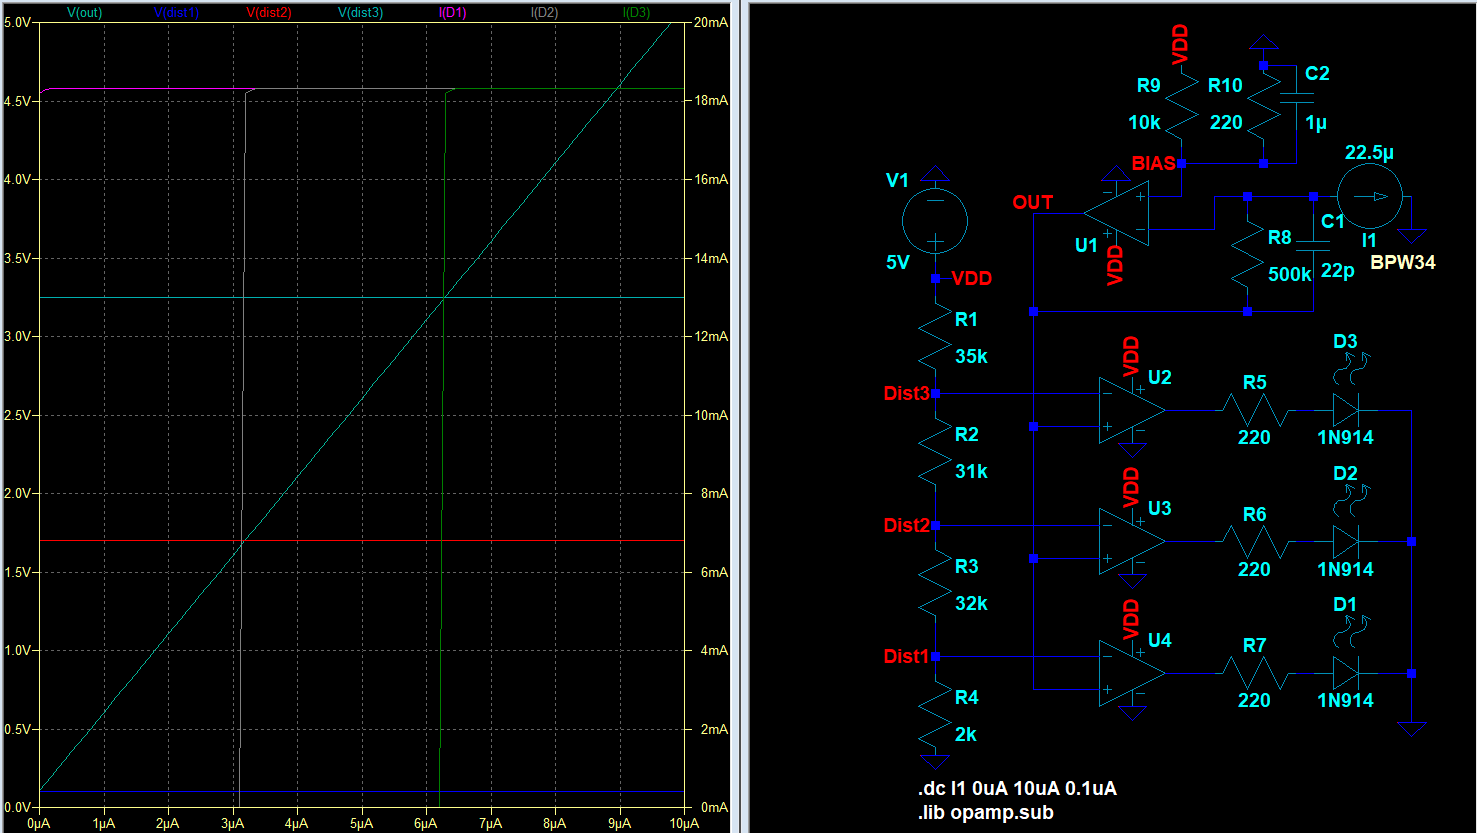 V(out) V(dist1) V(dist2) V(dist3) I(D1) I(D2) I(D3)
5.0V 20mA
4.5V 18mA
4.0V 16mA
3.5V 14mA
3.0V 12mA
2.5V 10mA
2.0V 8mA
1.5V 6mA
1.0V 4mA
0.5V 2mA
0.0V 0mA
0µA 1µA 2µA 3µA 4µA 5µA 6µA 7µA 8µA 9µA 10µA
VDD
R9
10k
R10
220
C2
1µ
BIAS
22.5µ
I1
BPW34
V1
5V
OUT
U1
VDD
R8
500k
C1
22p
VDD
R1
35k
Dist3
VDD
U2
R5
220
D3
1N914
R2
31k
Dist2
VDD
U3
R6
220
D2
1N914
R3
32k
Dist1
VDD
U4
R7
220
D1
1N914
R4
2k
.dc I1 0uA 10uA 0.1uA
.lib opamp.sub